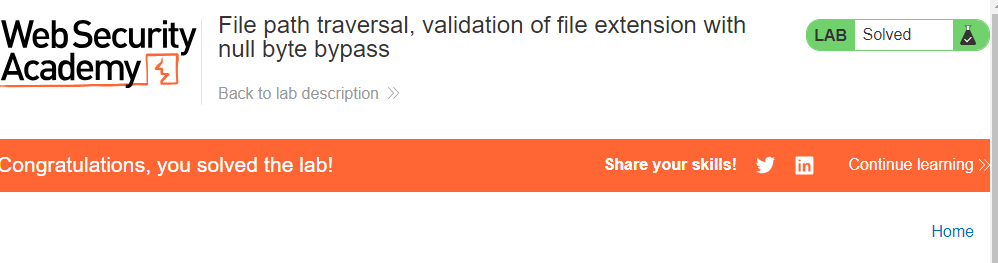 Web Security
Academy
File path traversal, validation of file extension with
null byte bypass
Back to lab description
LAB Solved
Congratulations, you solved the lab!
Share your skills!
Continue learning
Home